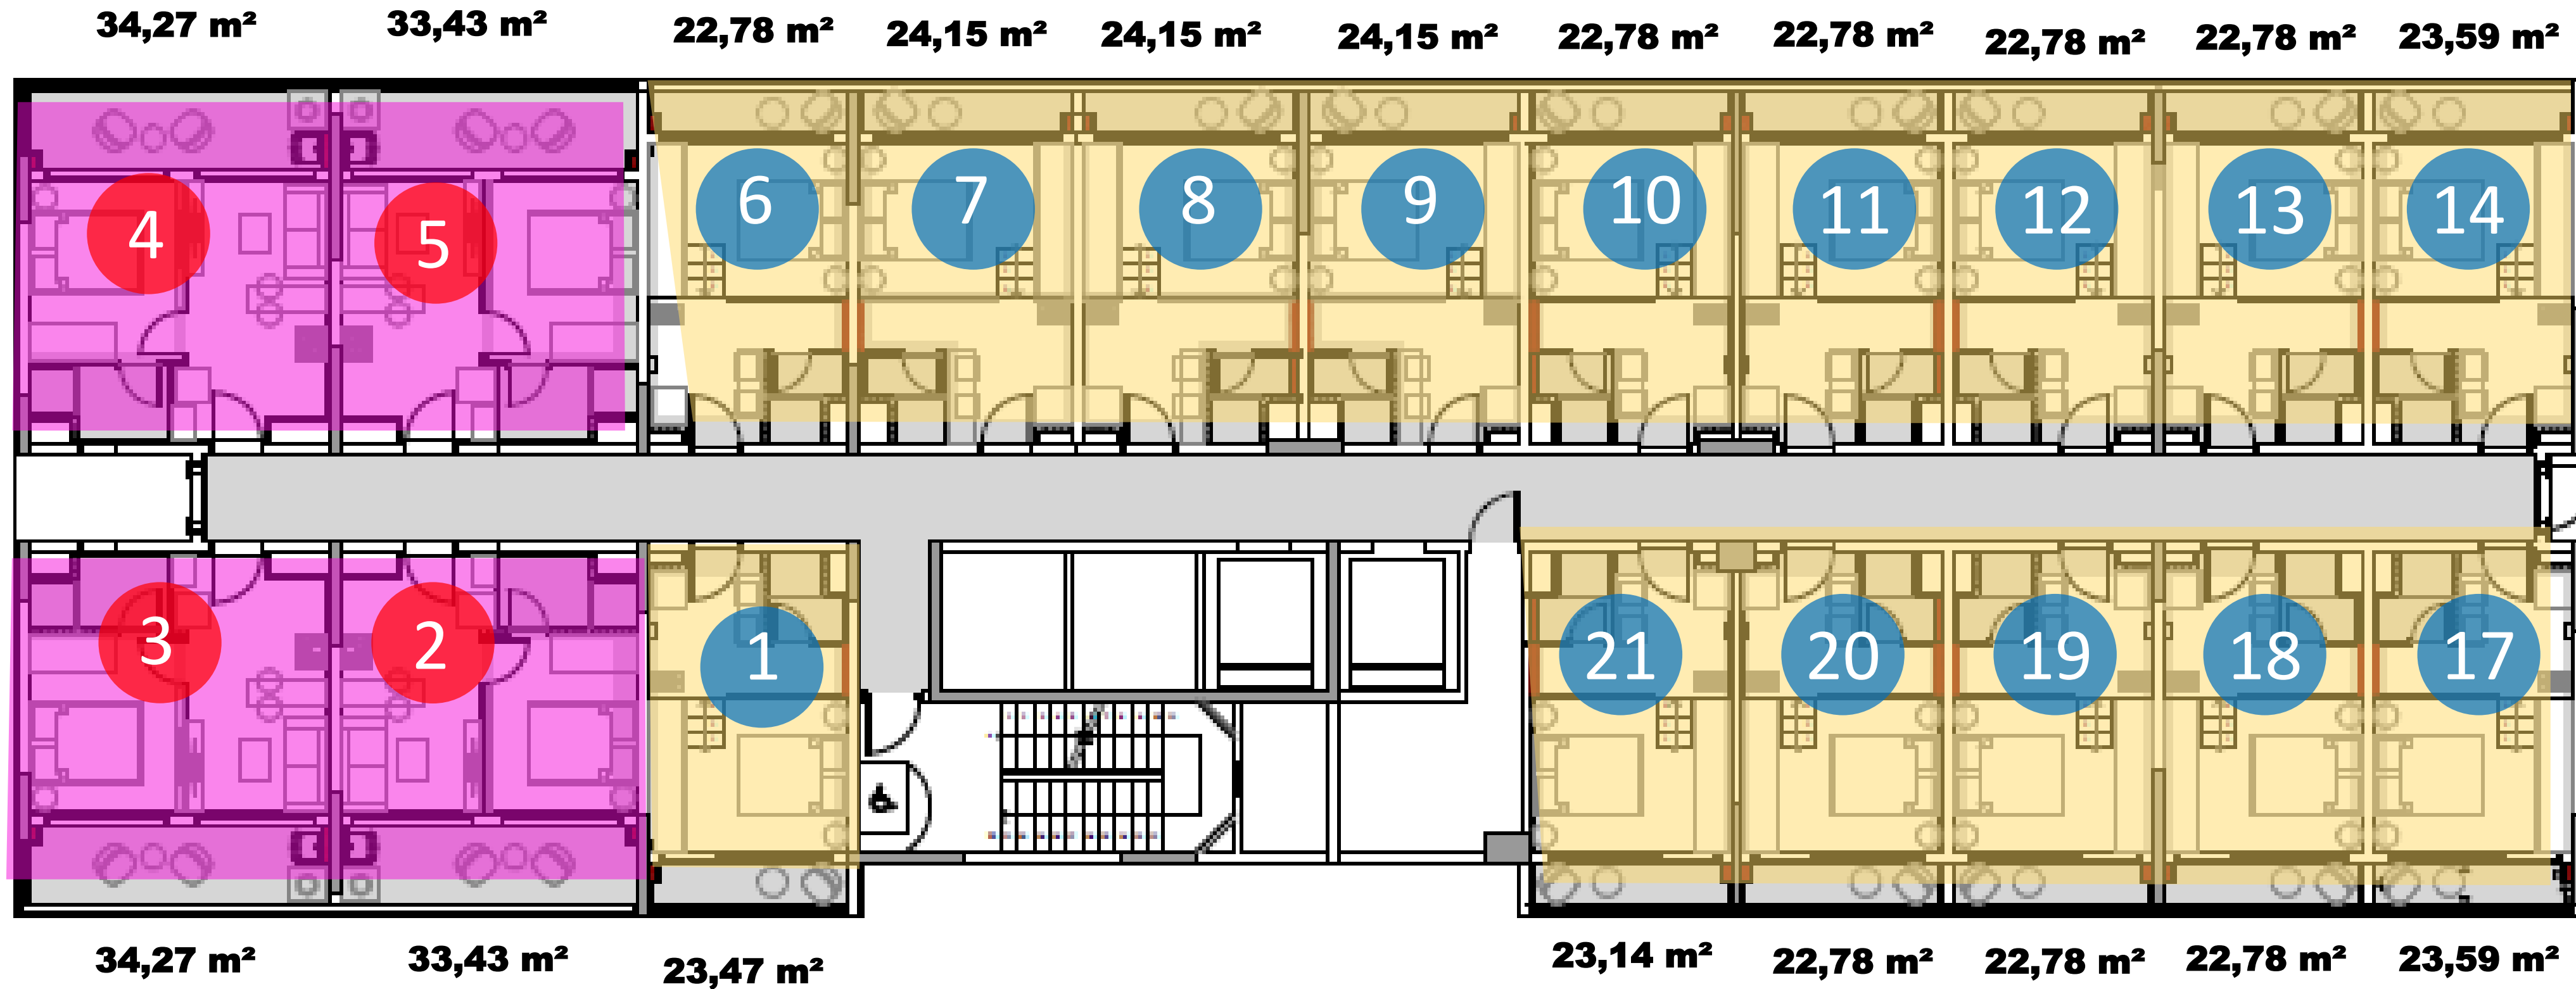 34,27 m²
33,43 m²
22,78 m²
24,15 m²
24,15 m²
24,15 m²
22,78 m²
22,78 m²
22,78 m²
22,78 m²
23,59 m²
4
5
6
7
8
9
10
11
12
13
14
3
2
1
21
20
19
18
17
34,27 m²
33,43 m²
23,47 m²
23,14 m²
22,78 m²
22,78 m²
22,78 m²
23,59 m²